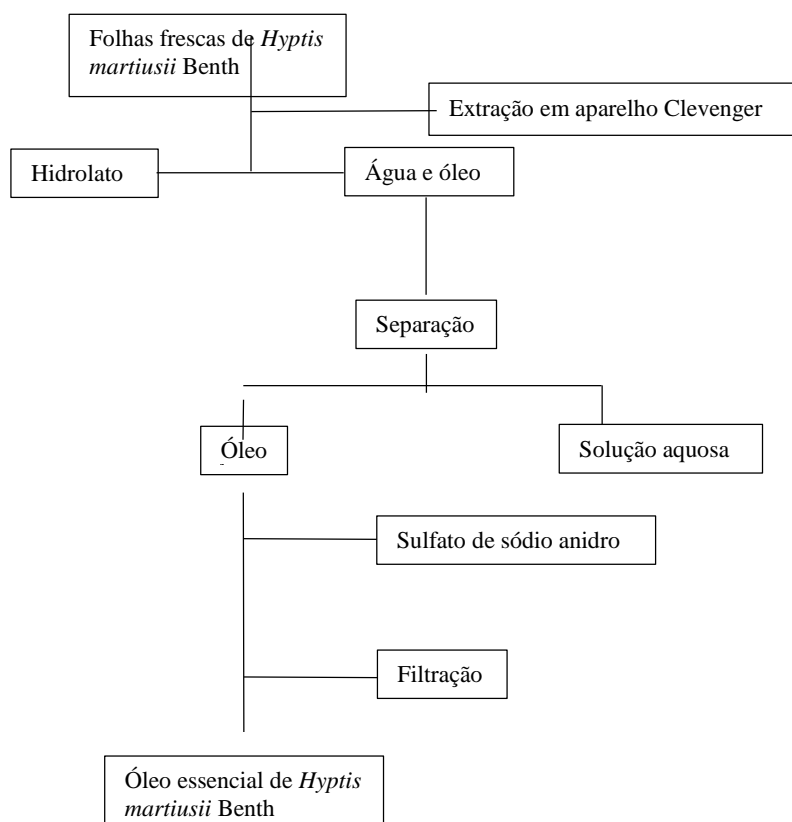 Folhas frescas de Hyptis
martiusii Benth
Extração em aparelho Clevenger
Hidrolato
Água e óleo
Separação
Óleo
Solução aquosa
Sulfato de sódio anidro
Filtração
Óleo essencial de Hyptis
martiusii Benth